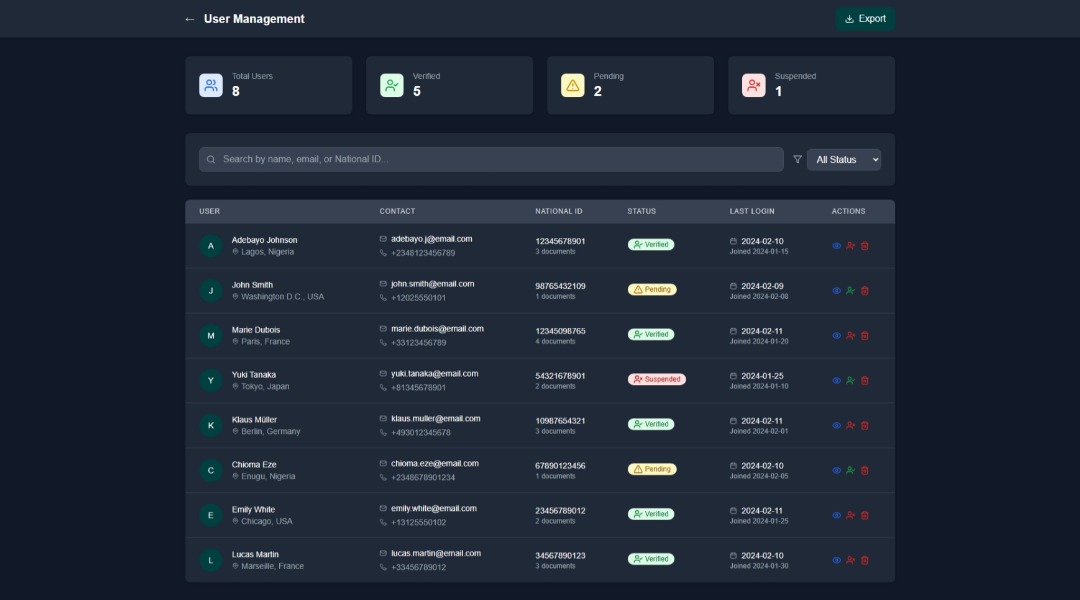 ← User Management
Export
Total Users
8
Verified
5
Pending
2
Suspended
1
Search by name, email, or National ID...
All Status
USER CONTACT NATIONAL ID STATUS LAST LOGIN ACTIONS
A Adebayo Johnson adebayo.j@email.com 12345678901 Verified 2024-02-10
Lagos, Nigeria +2348123456789 3 documents Joined 2024-01-15
J John Smith john.smith@email.com 98765432109 Pending 2024-02-09
Washington D.C., USA +12025550101 1 documents Joined 2024-02-08
M Marie Dubois marie.dubois@email.com 12345098765 Verified 2024-02-11
Paris, France +33123456789 4 documents Joined 2024-01-20
Y Yuki Tanaka yuki.tanaka@email.com 54321678901 Suspended 2024-01-25
Tokyo, Japan +81345678901 2 documents Joined 2024-01-10
K Klaus Müller klaus.muller@email.com 10987654321 Verified 2024-02-11
Berlin, Germany +493012345678 3 documents Joined 2024-02-01
C Chioma Eze chioma.eze@email.com 67890123456 Pending 2024-02-10
Enugu, Nigeria +2348678901234 1 documents Joined 2024-02-05
E Emily White emily.white@email.com 23456789012 Verified 2024-02-11
Chicago, USA +13125550102 2 documents Joined 2024-01-25
L Lucas Martin lucas.martin@email.com 34567890123 Verified 2024-02-10
Marseille, France +33456789012 3 documents Joined 2024-01-30